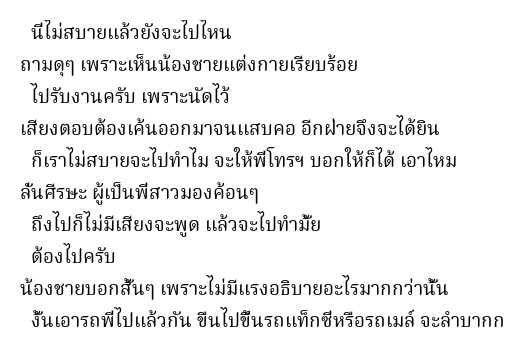 นี่ไม่สบายแล้วยังจะไปไหน
ถามดุๆ เพราะเห็นน้องชายแต่งกายเรียบร้อย
ไปรับงานครับ เพราะนัดไว้
เสียงตอบต้องเค้นออกมาจนแสบคอ อีกฝ่ายจึงจะได้ยิน
ก็เราไม่สบายจะไปทำไม จะให้พี่โทรฯ บอกให้ก็ได้ เอาไหม
สั่นศีรษะ ผู้เป็นพี่สาวมองค้อนๆ
ถึงไปก็ไม่มีเสียงจะพูด แล้วจะไปทำมั้ย
ต้องไปครับ
น้องชายบอกสั้นๆ เพราะไม่มีแรงอธิบายอะไรมากกว่านั้น
งั้นเอารถพี่ไปแล้วกัน ขืนไปขึ้นรถแท็กซี่หรือรถเมล์ จะลำบากก